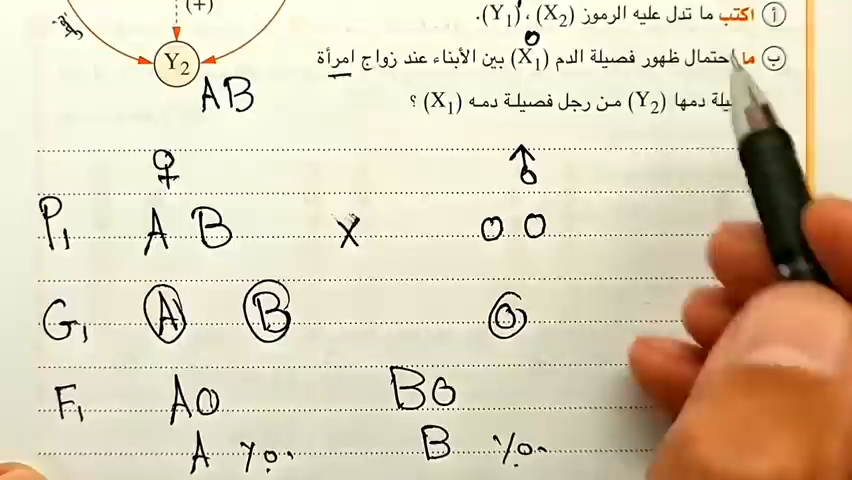 (+)
Y₂
AB
أ اكتب ما تدل عليه الرموز (X₂)، (Y₁).
O
ب ما احتمال ظهور فصيلة الدم (X₁) بين الأبناء عند زواج امرأة
دمها (Y₂) من رجل فصيلة دمه (X₁) ؟
♀ ♂
P₁ A B X O O
G₁ A B O
F₁ AO BO
A ٪٥٠ B ٪٥٠